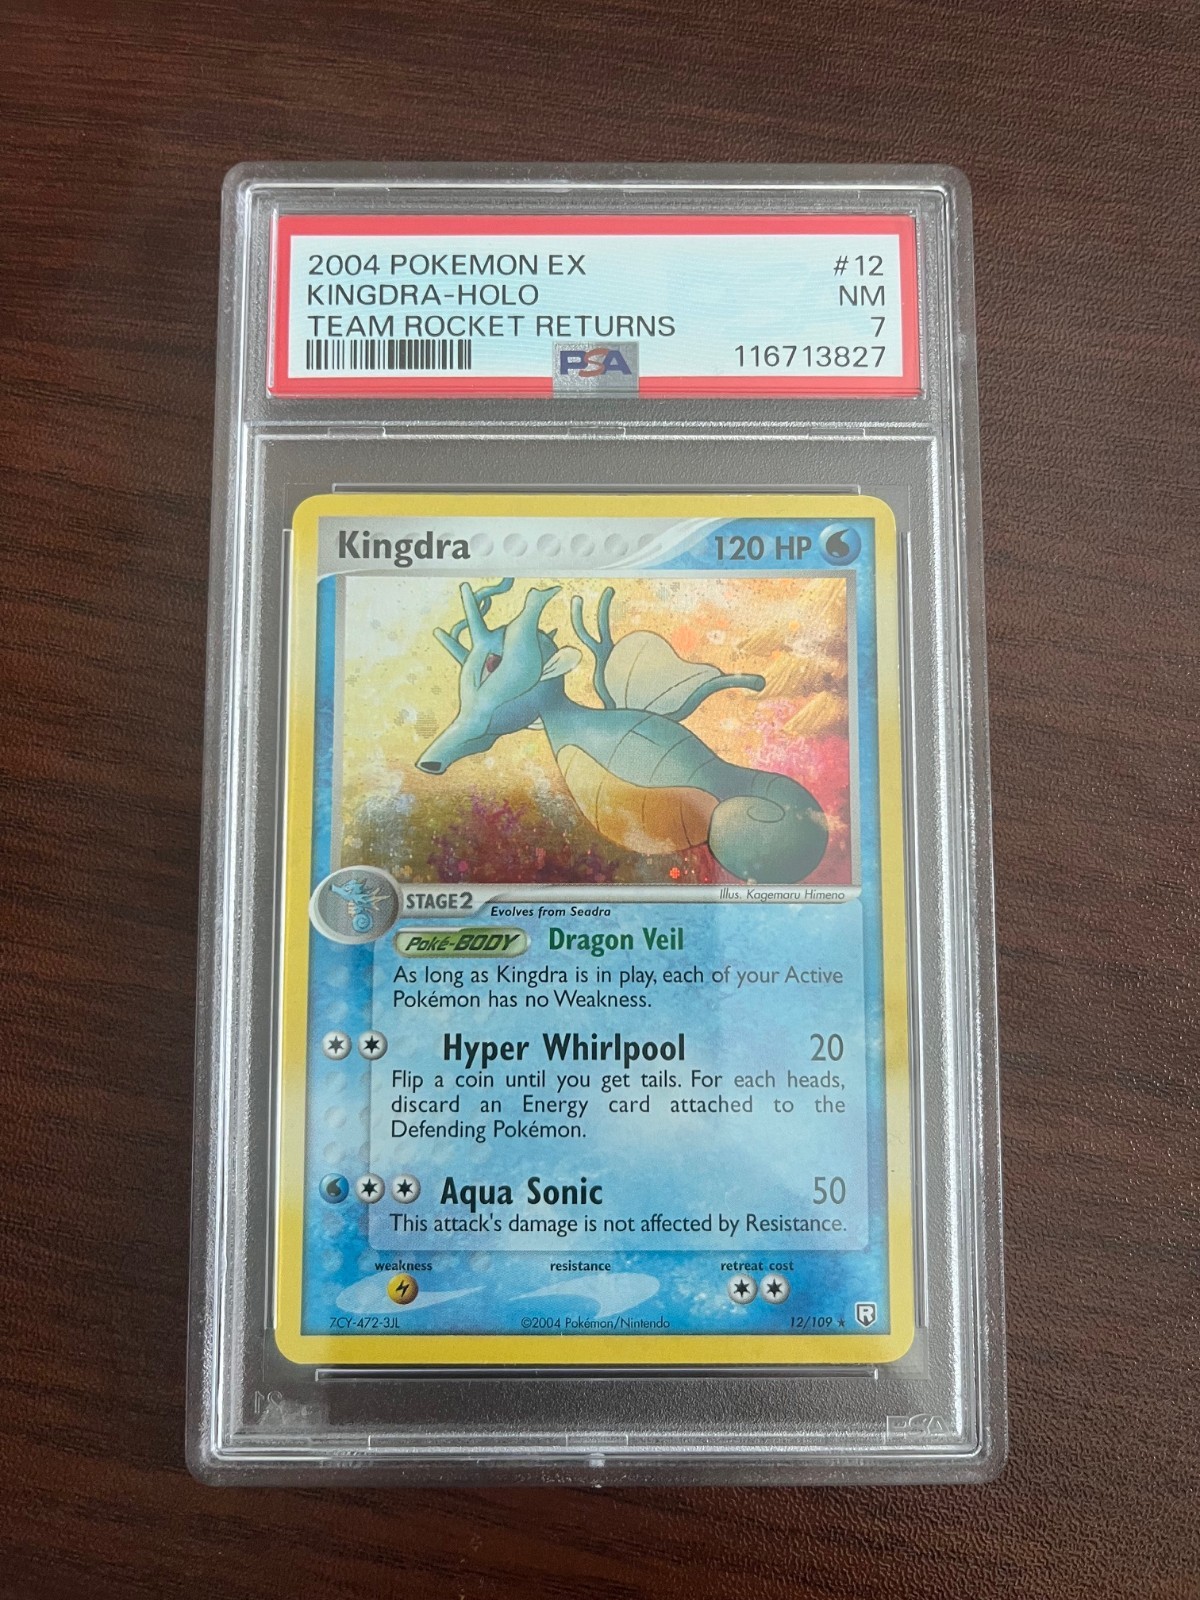 2004 POKEMON EX #12
KINGDRA-HOLO NM
TEAM ROCKET RETURNS 7
PSA 116713827
Kingdra 120 HP
Illus. Kagemaru Himeno
STAGE2 Evolves from Seadra
Poké-BODY Dragon Veil
As long as Kingdra is in play, each of your Active
Pokémon has no Weakness.
Hyper Whirlpool 20
Flip a coin until you get tails. For each heads,
discard an Energy card attached to the
Defending Pokémon.
Aqua Sonic 50
This attack's damage is not affected by Resistance.
weakness resistance retreat cost
7CY-472-3JL ©2004 Pokémon/Nintendo 12/109 ★ R
PSA